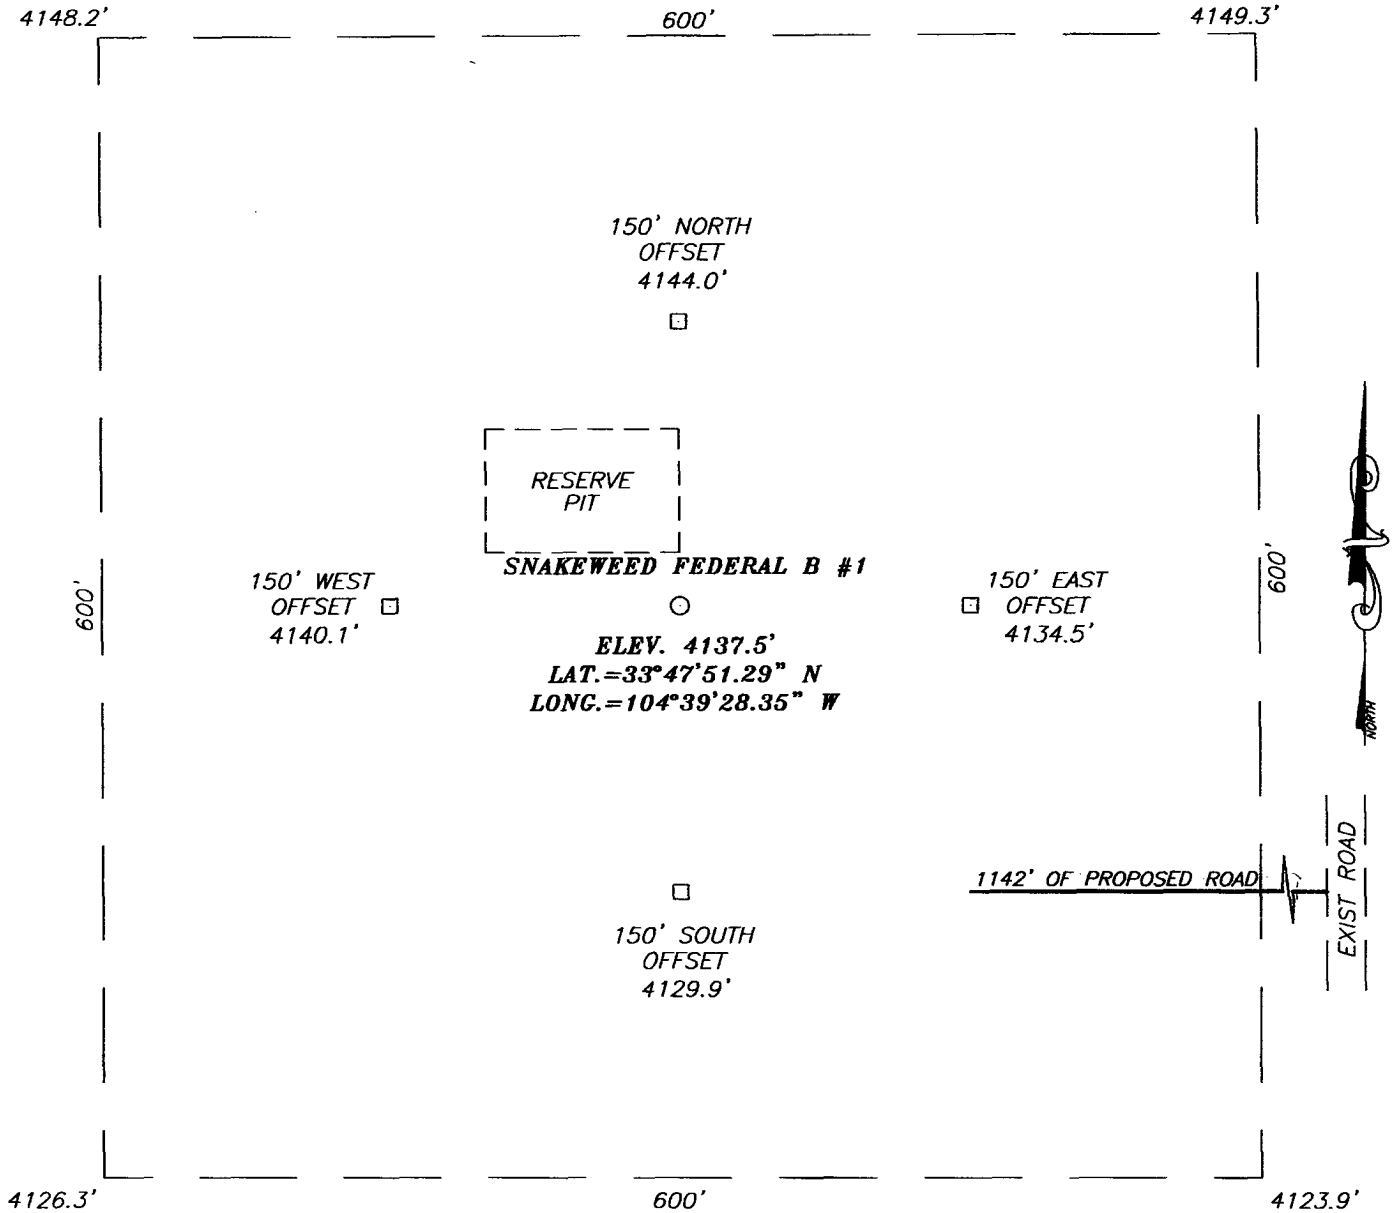 4148.2'
600'
4149.3'
150' NORTH
OFFSET
4144.0'
RESERVE
PIT
SNAKEWEED FEDERAL B #1
150' WEST
OFFSET
4140.1'
600'
150' EAST
OFFSET
4134.5'
600'
ELEV. 4137.5'
LAT.=33°47'51.29" N
LONG.=104°39'28.35" W
NORTH
1142' OF PROPOSED ROAD
EXIST ROAD
150' SOUTH
OFFSET
4129.9'
4126.3'
600'
4123.9'